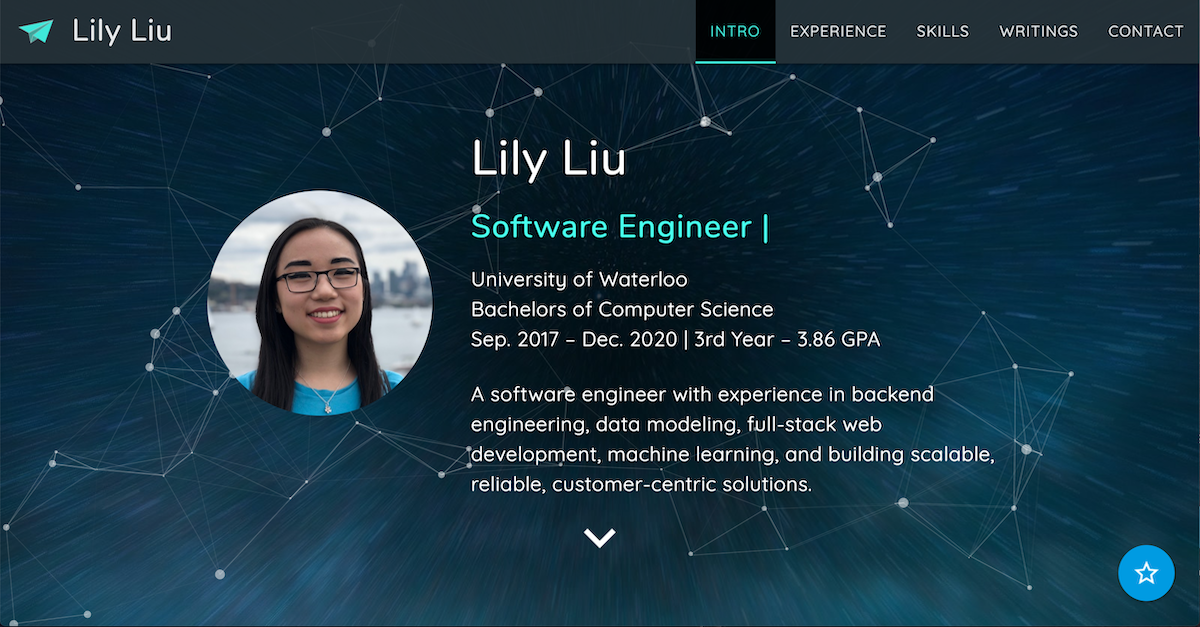 Lily Liu
INTRO
EXPERIENCE
SKILLS
WRITINGS
CONTACT
Lily Liu
Software Engineer |
University of Waterloo
Bachelors of Computer Science
Sep. 2017 – Dec. 2020 | 3rd Year – 3.86 GPA
A software engineer with experience in backend
engineering, data modeling, full-stack web
development, machine learning, and building scalable,
reliable, customer-centric solutions.